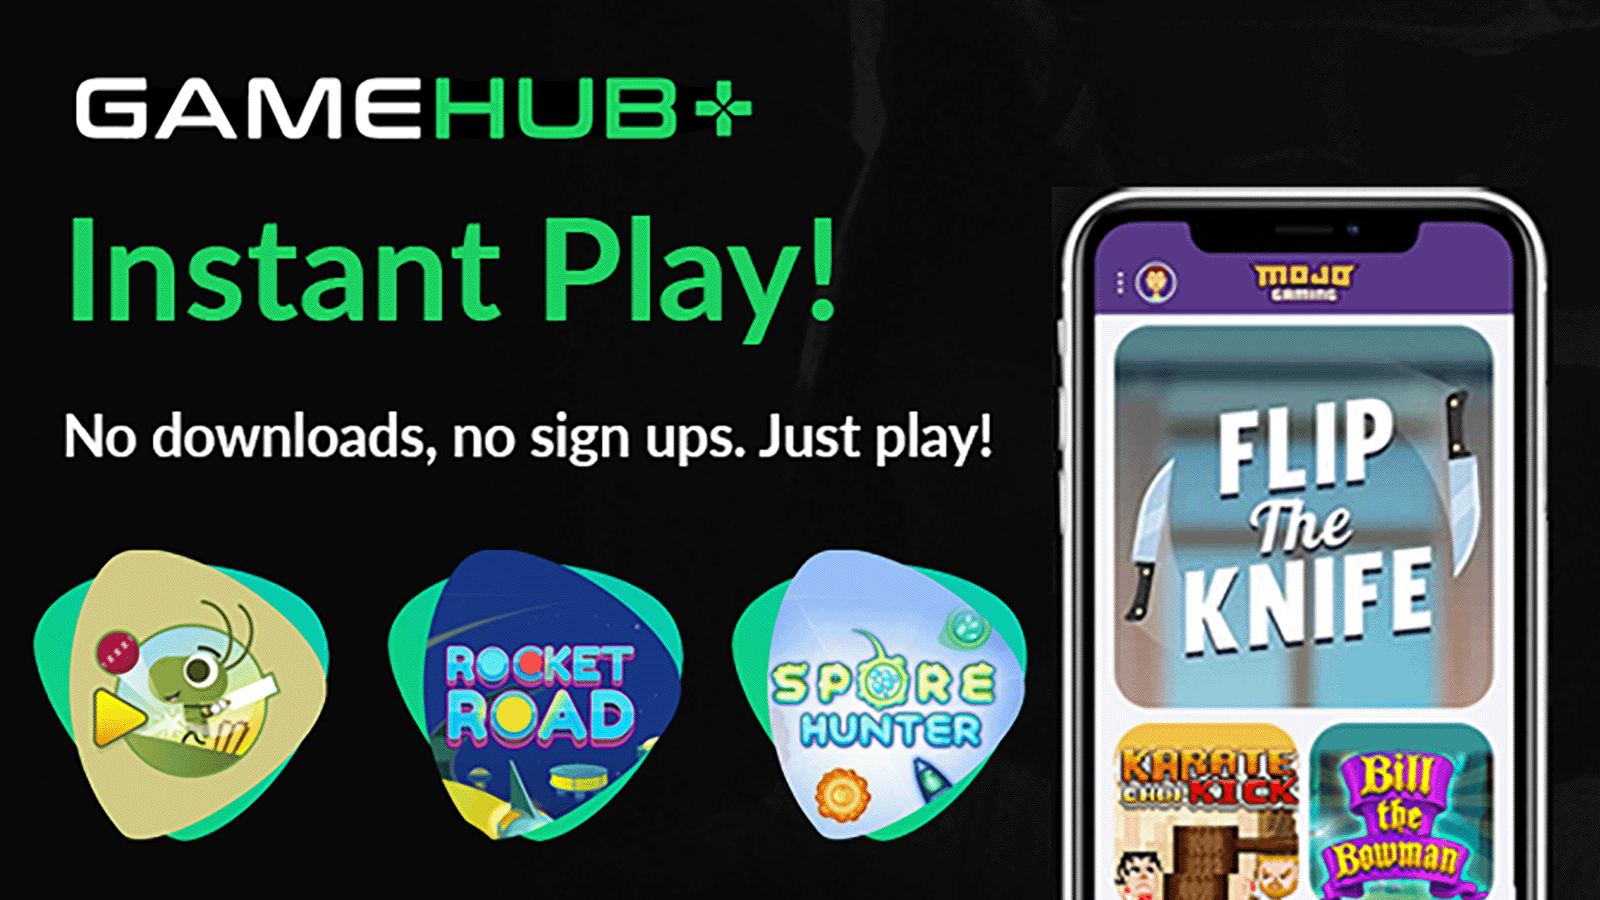 GAMEHUB
Instant Play!
No downloads, no sign ups. Just play!
ROCKET
ROAD
SPORE
HUNTER
MOJO
GAMING
FLIP
The
KNIFE
KARATE
CHOP KICK
Bill
the
Bowman